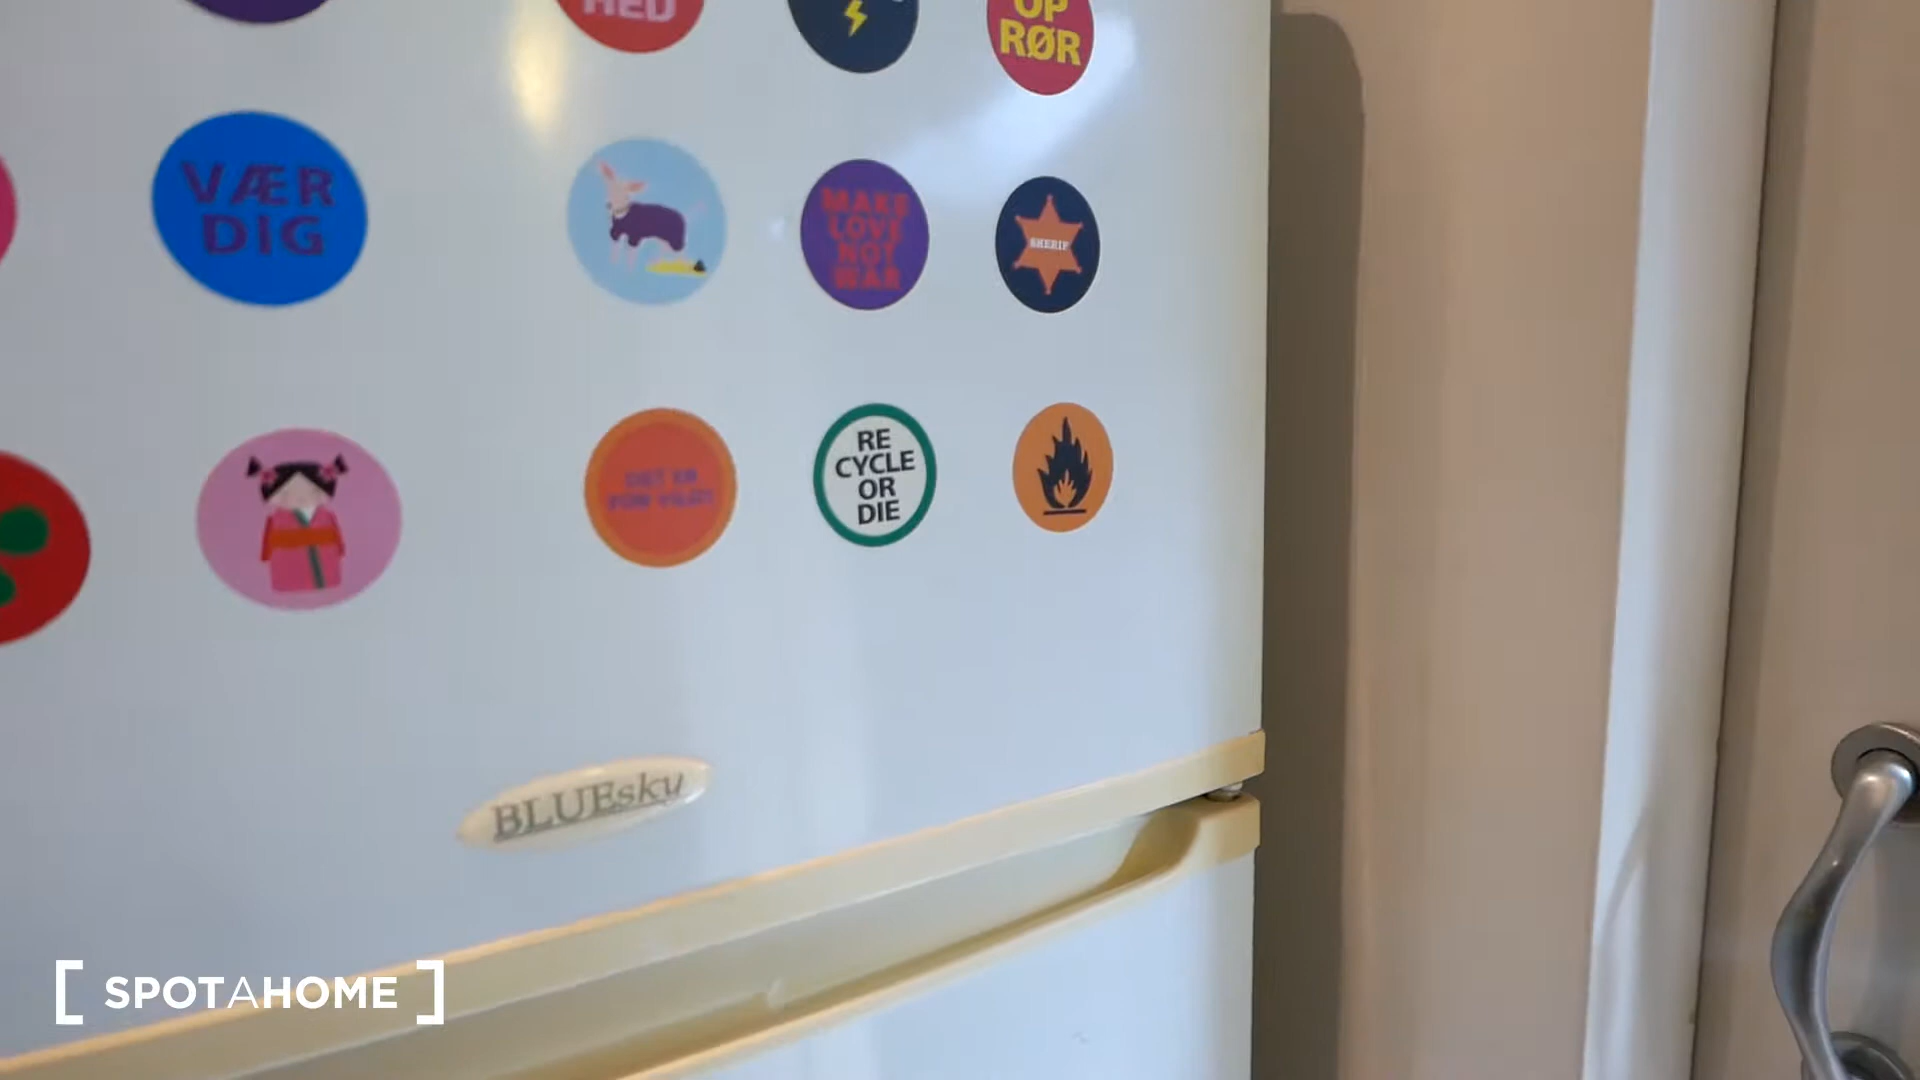 HED
OP
RØR
VÆR
DIG
MAKE
LOVE
NOT
WAR
SHERIF
RE
CYCLE
OR
DIE
BLUEsky
[ SPOTAHOME ]